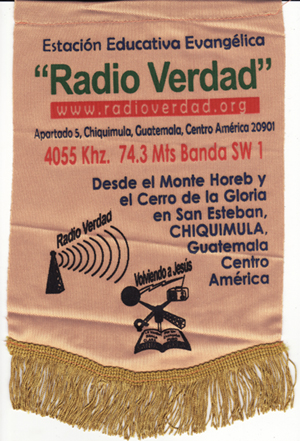 Estación Educativa Evangélica
"Radio Verdad"
www.radioverdad.org
Apartado 5, Chiquimula, Guatemala, Centro América 20901
4055 Khz. 74.3 Mts Banda SW 1
Desde el Monte Horeb y
el Cerro de la Gloria
en San Esteban,
CHIQUIMULA,
Guatemala
Centro
América
Radio Verdad
Volviendo a Jesús